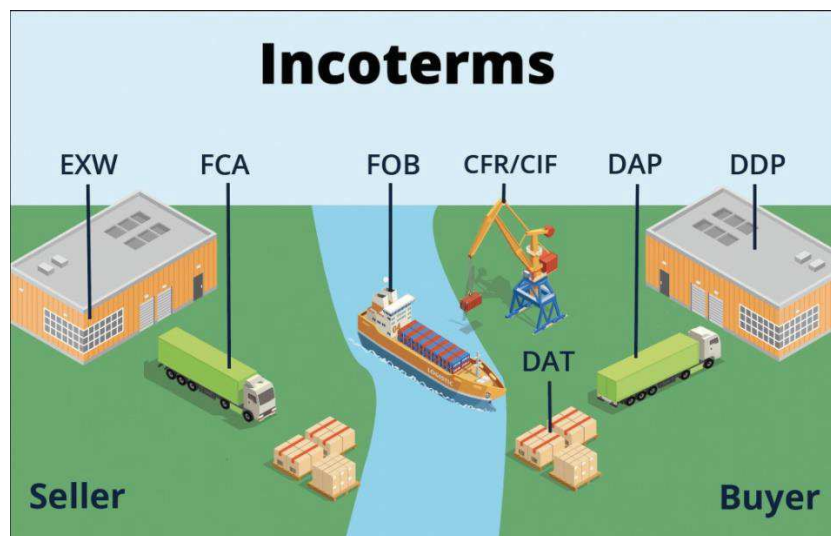 Incoterms
EXW FCA FOB CFR/CIF DAP DDP
DAT
Seller Buyer